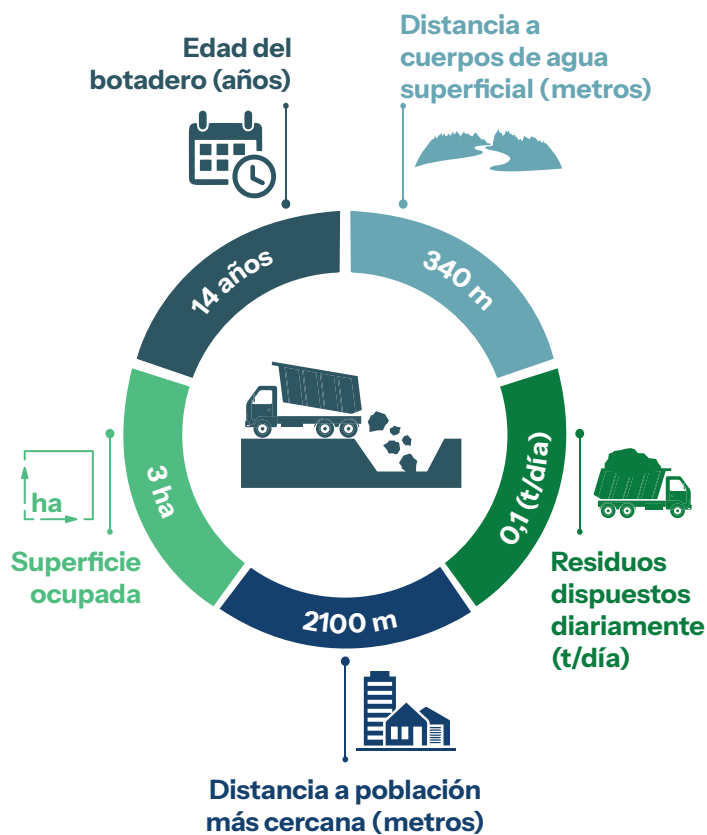 Edad del
botadero (años)
Distancia a
cuerpos de agua
superficial (metros)
14 años
340 m
3 ha
0,1 (t/día)
2100 m
ha
Superficie
ocupada
Residuos
dispuestos
diariamente
(t/día)
Distancia a población
más cercana (metros)